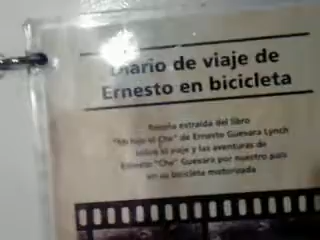 Diario de viaje de
Ernesto en bicicleta
Reseña extraída del libro
"Mi hijo el Che" de Ernesto Guevara Lynch
sobre el viaje y las aventuras de
Ernesto "Che" Guevara por nuestro país
en su bicicleta motorizada